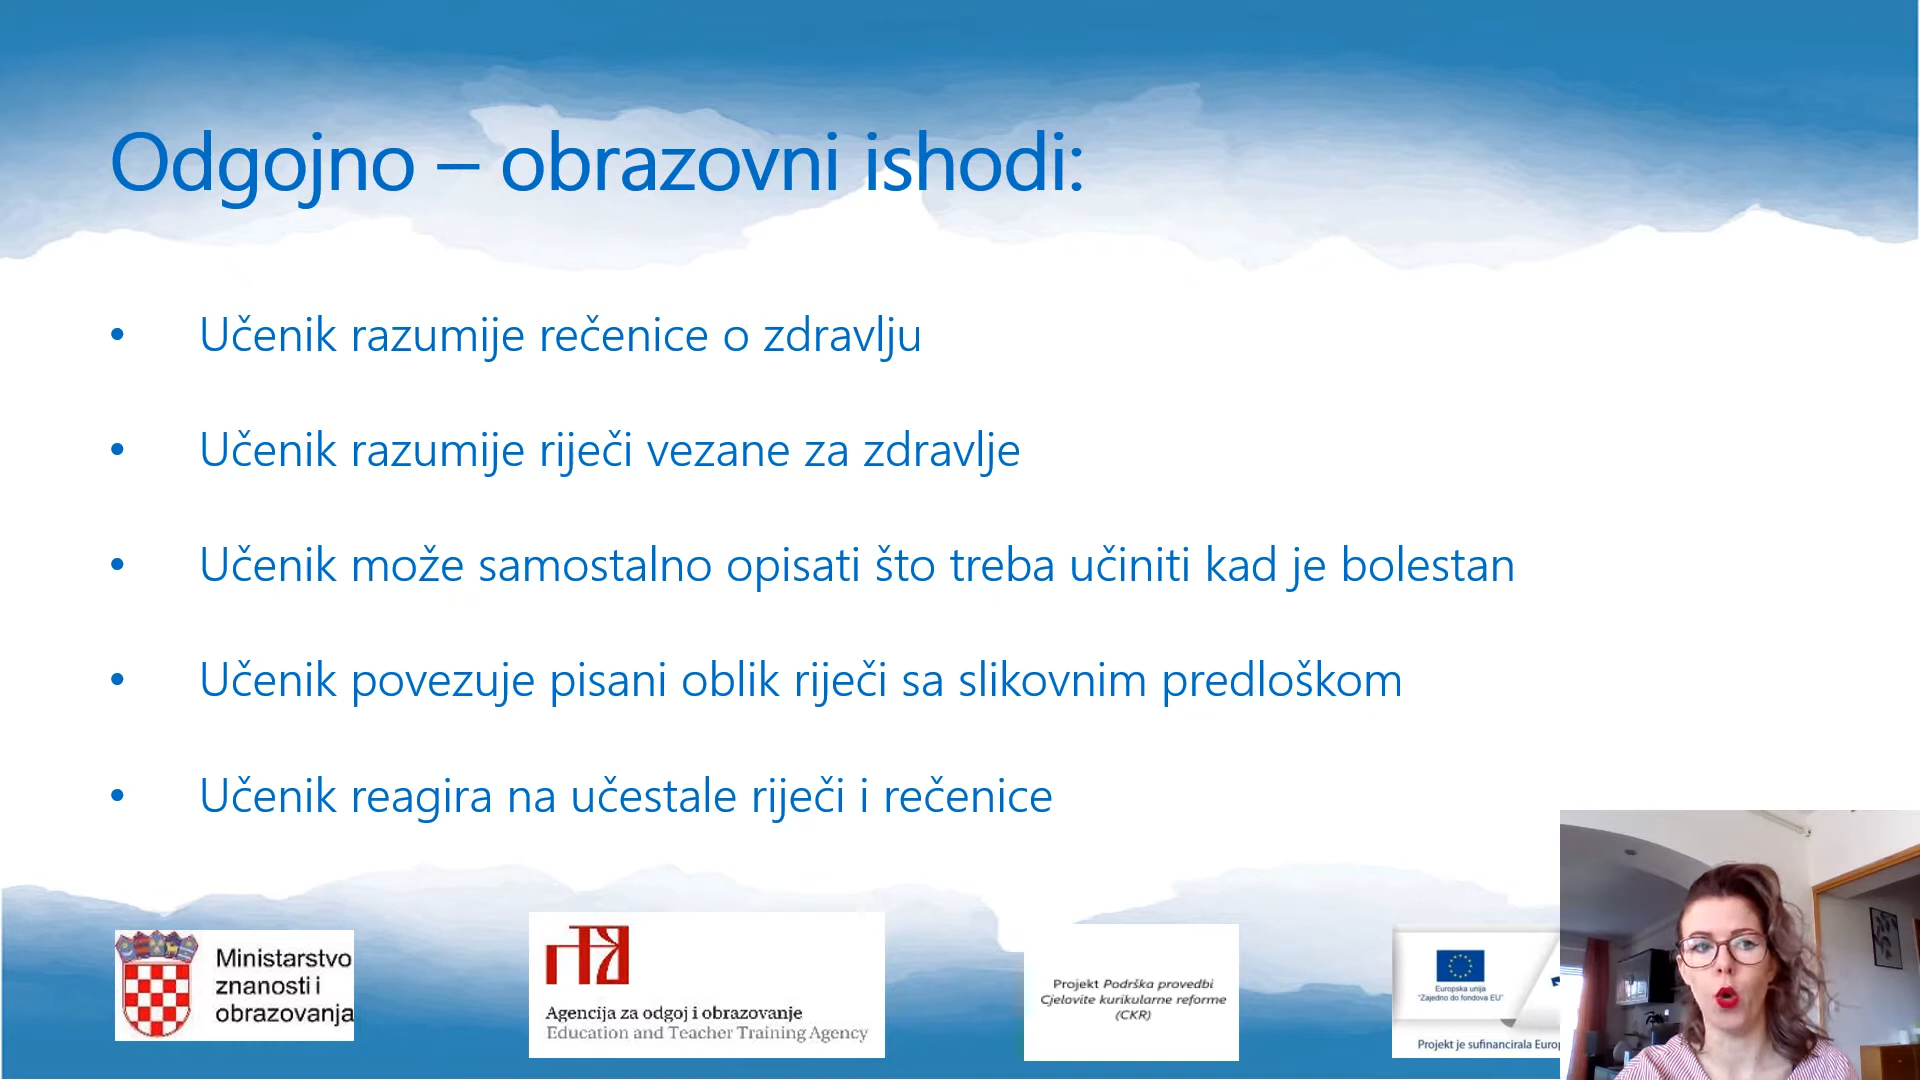 Odgojno – obrazovni ishodi:
• Učenik razumije rečenice o zdravlju
• Učenik razumije riječi vezane za zdravlje
• Učenik može samostalno opisati što treba učiniti kad je bolestan
• Učenik povezuje pisani oblik riječi sa slikovnim predloškom
• Učenik reagira na učestale riječi i rečenice
Ministarstvo
znanosti i
obrazovanja
Agencija za odgoj i obrazovanje
Education and Teacher Training Agency
Projekt Podrška provedbi
Cjelovite kurikularne reforme
(CKR)
Europska unija
"Zajedno do fondova EU"
Projekt je sufinancirala Europ